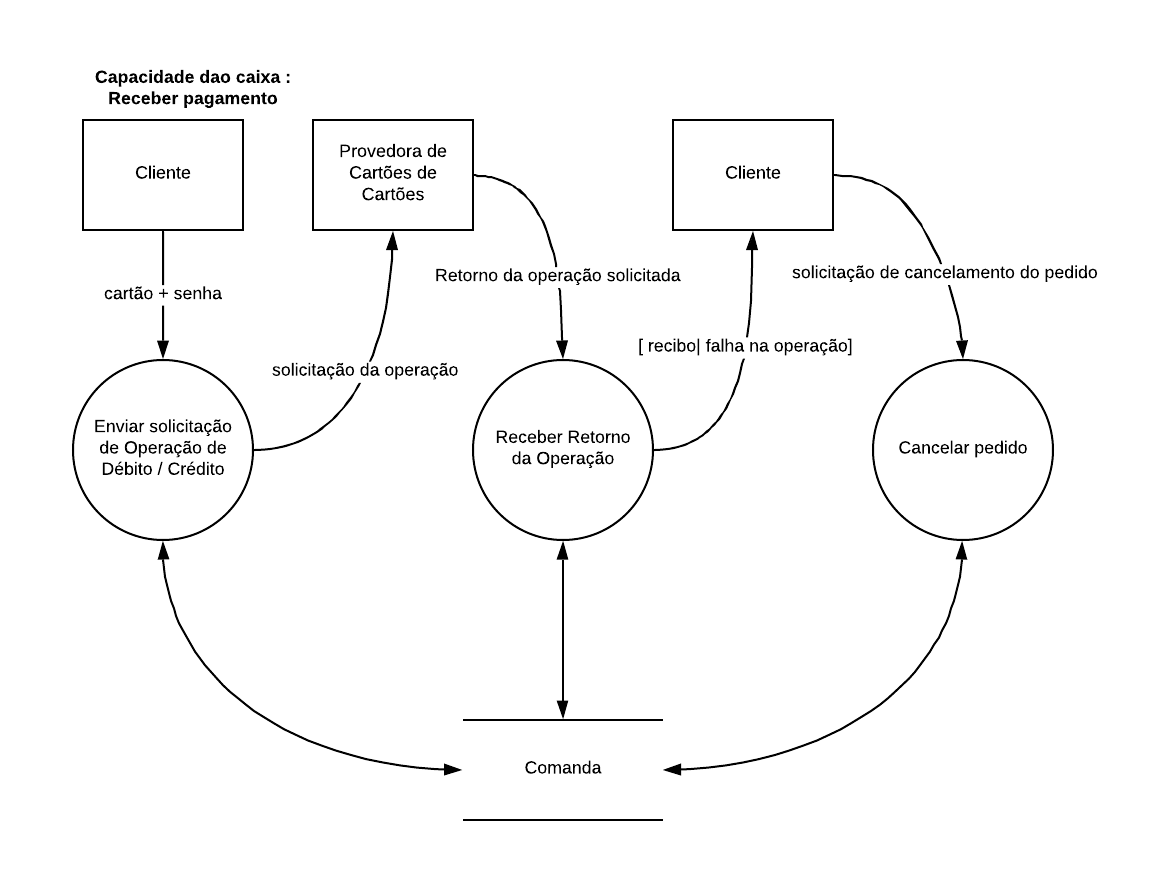 Capacidade dao caixa :
Receber pagamento
Cliente
Provedora de
Cartões de
Cartões
Cliente
cartão + senha
Retorno da operação solicitada
solicitação de cancelamento do pedido
solicitação da operação
[ recibo| falha na operação]
Enviar solicitação
de Operação de
Débito / Crédito
Receber Retorno
da Operação
Cancelar pedido
Comanda